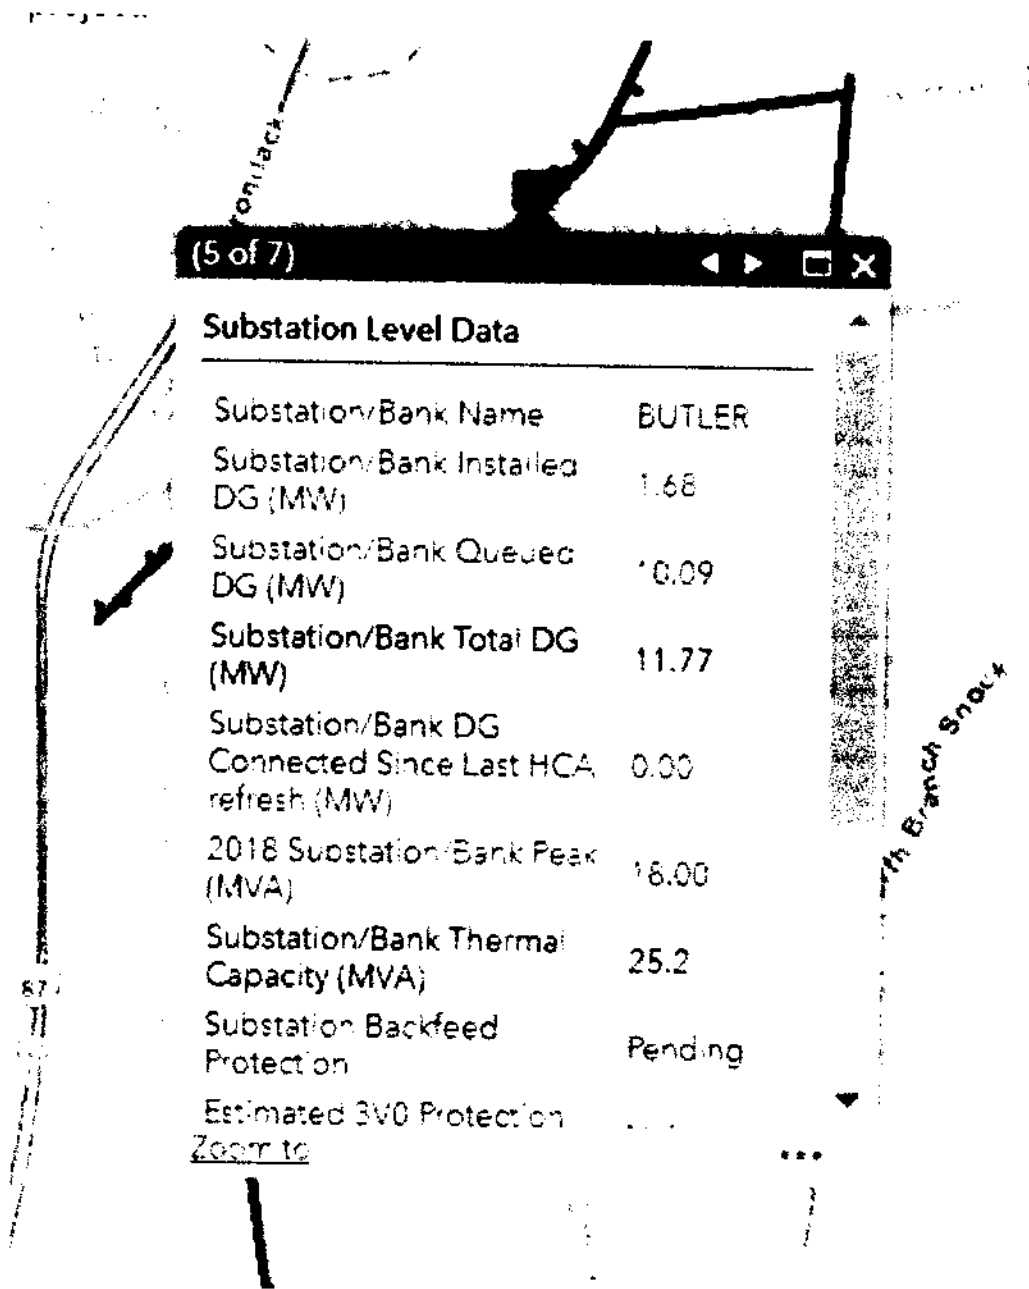 (5 of 7)
Substation Level Data
Substation/Bank Name BUTLER
Substation/Bank Installed
DG (MW) 1.68
Substation/Bank Queued
DG (MW) 10.09
Substation/Bank Total DG
(MW) 11.77
Substation/Bank DG
Connected Since Last HCA
refresh (MW) 0.00
2018 Substation/Bank Peak
(MVA) 18.00
Substation/Bank Thermal
Capacity (MVA) 25.2
Substation Backfeed
Protection Pending
Estimated 3V0 Protection
Zoom to
87
Branch